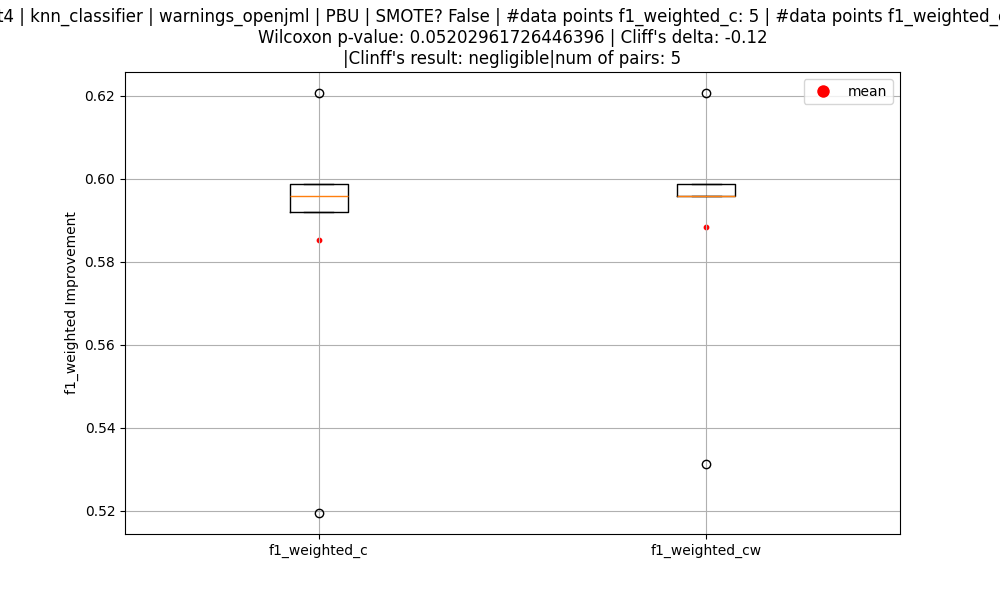 | knn_classifier | warnings_openjml | PBU | SMOTE? False | #data points f1_weighted_c: 5 | #data points
Wilcoxon p-value: 0.05202961726446396 | Cliff's delta: -0.12
|Clinff's result: negligible|num of pairs: 5
mean
0.62
0.60
0.58
0.56
0.54
0.52
f1_weighted Improvement
f1_weighted_c
f1_weighted_cw